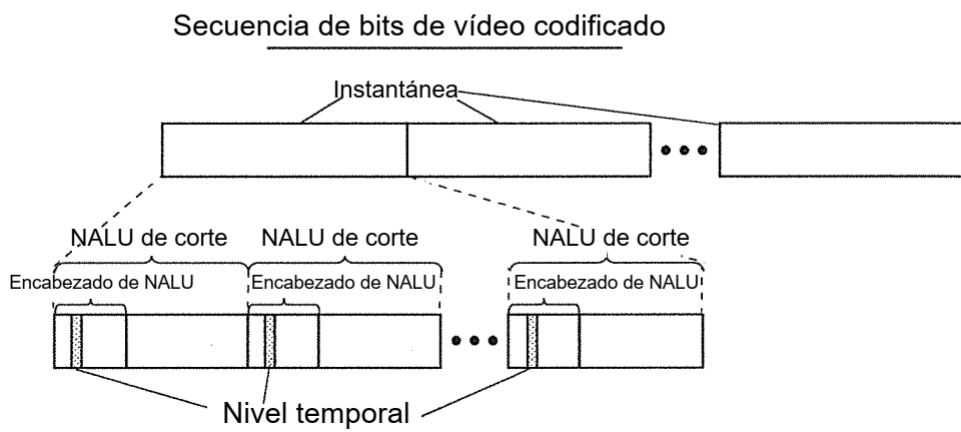 Secuencia de bits de vídeo codificado
Instantánea
NALU de corte NALU de corte NALU de corte
Encabezado de NALU Encabezado de NALU Encabezado de NALU
Nivel temporal